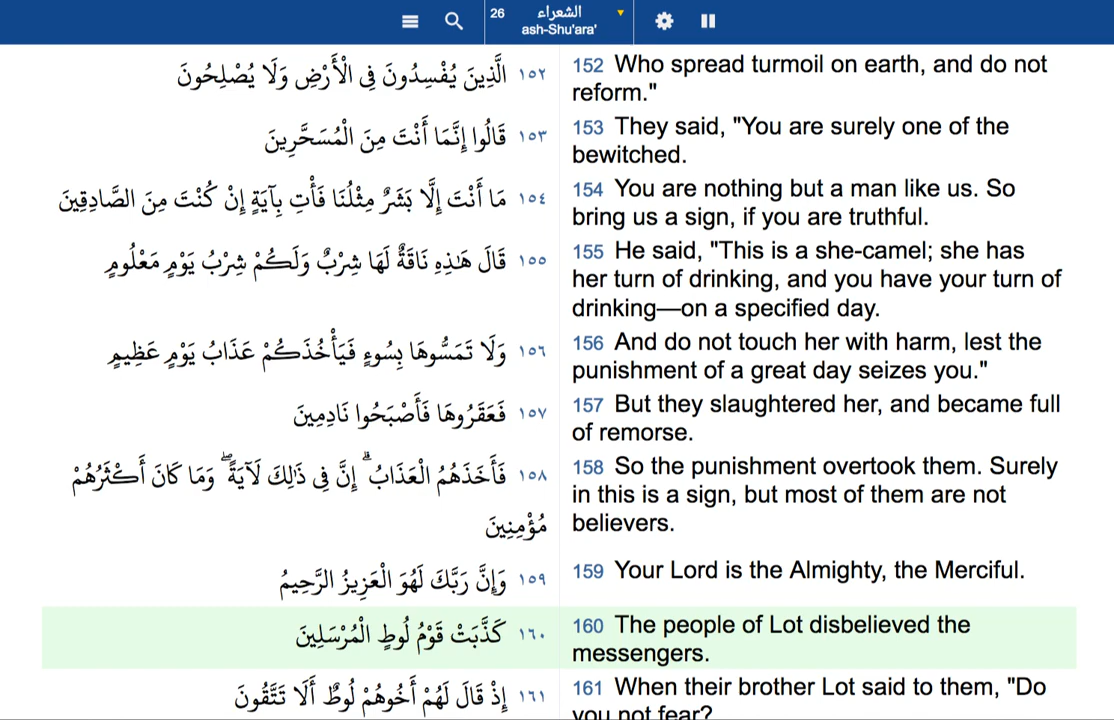 26
الشعراء
ash-Shu'ara'
١٥٢ الَّذِينَ يُفْسِدُونَ فِي الْأَرْضِ وَلَا يُصْلِحُونَ
152 Who spread turmoil on earth, and do not
reform."
١٥٣ قَالُوا إِنَّمَا أَنْتَ مِنَ الْمُسَحَّرِينَ
153 They said, "You are surely one of the
bewitched.
١٥٤ مَا أَنْتَ إِلَّا بَشَرٌ مِثْلُنَا فَأْتِ بِآيَةٍ إِنْ كُنْتَ مِنَ الصَّادِقِينَ
154 You are nothing but a man like us. So
bring us a sign, if you are truthful.
١٥٥ قَالَ هَٰذِهِ نَاقَةٌ لَهَا شِرْبٌ وَلَكُمْ شِرْبُ يَوْمٍ مَعْلُومٍ
155 He said, "This is a she-camel; she has
her turn of drinking, and you have your turn of
drinking—on a specified day.
١٥٦ وَلَا تَمَسُّوهَا بِسُوءٍ فَيَأْخُذَكُمْ عَذَابُ يَوْمٍ عَظِيمٍ
156 And do not touch her with harm, lest the
punishment of a great day seizes you."
١٥٧ فَعَقَرُوهَا فَأَصْبَحُوا نَادِمِينَ
157 But they slaughtered her, and became full
of remorse.
١٥٨ فَأَخَذَهُمُ الْعَذَابُ ۗ إِنَّ فِي ذَٰلِكَ لَآيَةً ۖ وَمَا كَانَ أَكْثَرُهُمْ
مُؤْمِنِينَ
158 So the punishment overtook them. Surely
in this is a sign, but most of them are not
believers.
١٥٩ وَإِنَّ رَبَّكَ لَهُوَ الْعَزِيزُ الرَّحِيمُ
159 Your Lord is the Almighty, the Merciful.
١٦٠ كَذَّبَتْ قَوْمُ لُوطٍ الْمُرْسَلِينَ
160 The people of Lot disbelieved the
messengers.
١٦١ إِذْ قَالَ لَهُمْ أَخُوهُمْ لُوطٌ أَلَا تَتَّقُونَ
161 When their brother Lot said to them, "Do
you not fear?